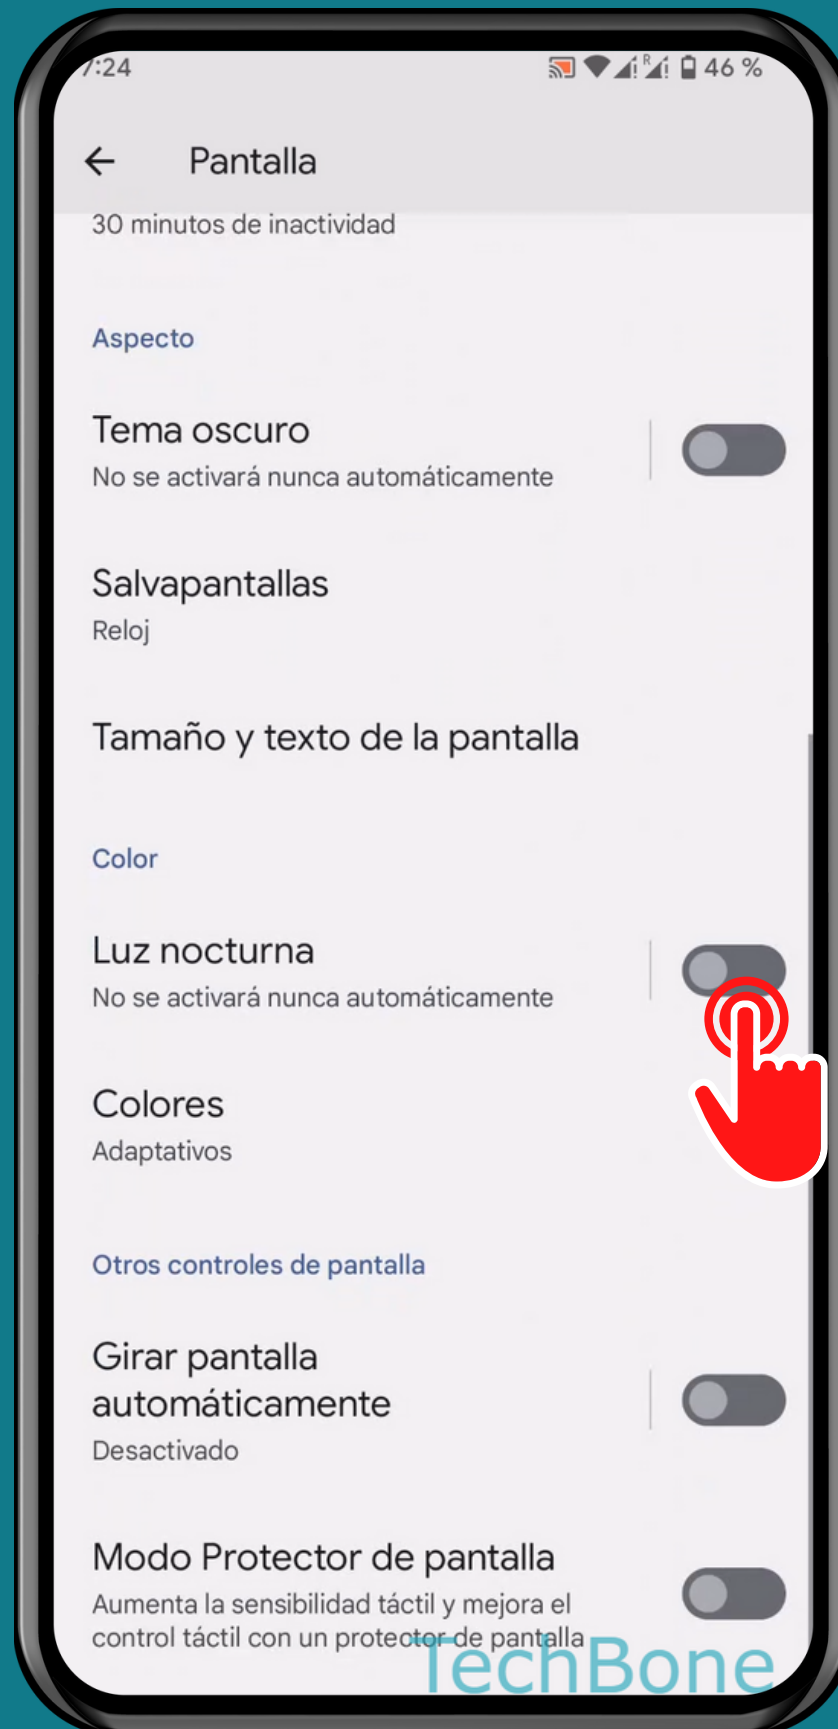 7:24
R
46 %
Pantalla
30 minutos de inactividad
Aspecto
Tema oscuro
No se activará nunca automáticamente
Salvapantallas
Reloj
Tamaño y texto de la pantalla
Color
Luz nocturna
No se activará nunca automáticamente
Colores
Adaptativos
Otros controles de pantalla
Girar pantalla
automáticamente
Desactivado
Modo Protector de pantalla
Aumenta la sensibilidad táctil y mejora el
control táctil con un protector de pantalla
TechBone